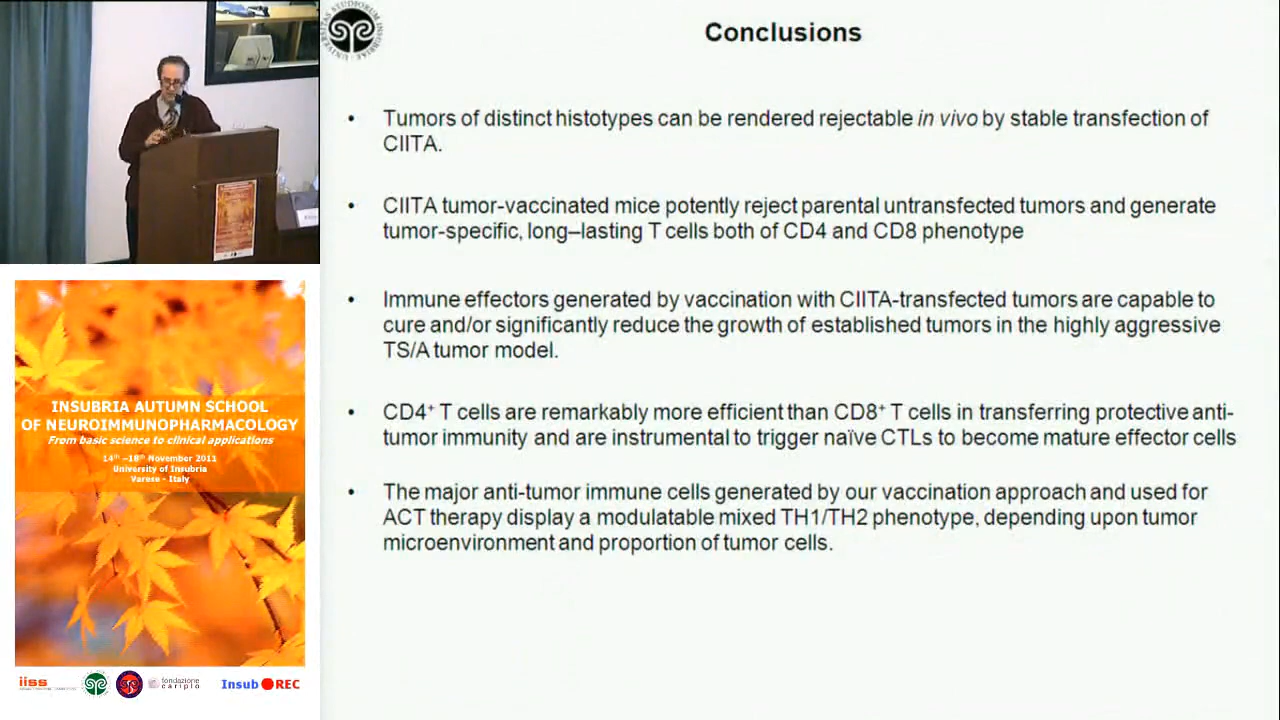 Conclusions
• Tumors of distinct histotypes can be rendered rejectable in vivo by stable transfection of
CIITA.
• CIITA tumor-vaccinated mice potently reject parental untransfected tumors and generate
tumor-specific, long–lasting T cells both of CD4 and CD8 phenotype
• Immune effectors generated by vaccination with CIITA-transfected tumors are capable to
cure and/or significantly reduce the growth of established tumors in the highly aggressive
TS/A tumor model.
• CD4⁺ T cells are remarkably more efficient than CD8⁺ T cells in transferring protective anti-
tumor immunity and are instrumental to trigger naïve CTLs to become mature effector cells
• The major anti-tumor immune cells generated by our vaccination approach and used for
ACT therapy display a modulatable mixed TH1/TH2 phenotype, depending upon tumor
microenvironment and proportion of tumor cells.
INSUBRIA AUTUMN SCHOOL
OF NEUROIMMUNOPHARMACOLOGY
From basic science to clinical applications
14th –18th November 2011
University of Insubria
Varese - Italy
iiss
fondazione
cariplo
Insub REC